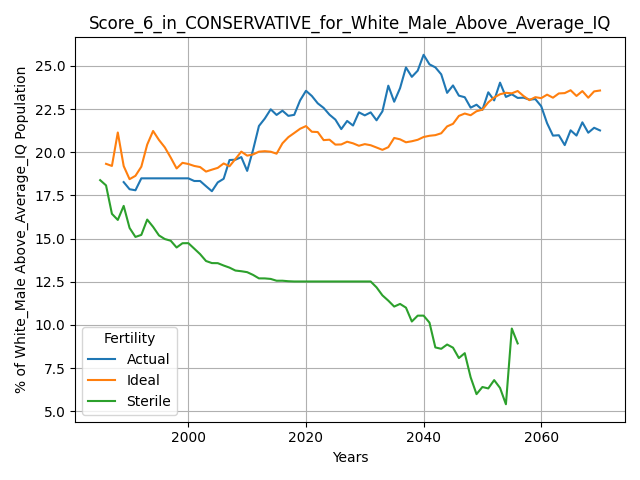 Score_6_in_CONSERVATIVE_for_White_Male_Above_Average_IQ
% of White_Male Above_Average_IQ Population
25.0
22.5
20.0
17.5
15.0
12.5
10.0
7.5
5.0
Fertility
Actual
Ideal
Sterile
2000
2020
2040
2060
Years